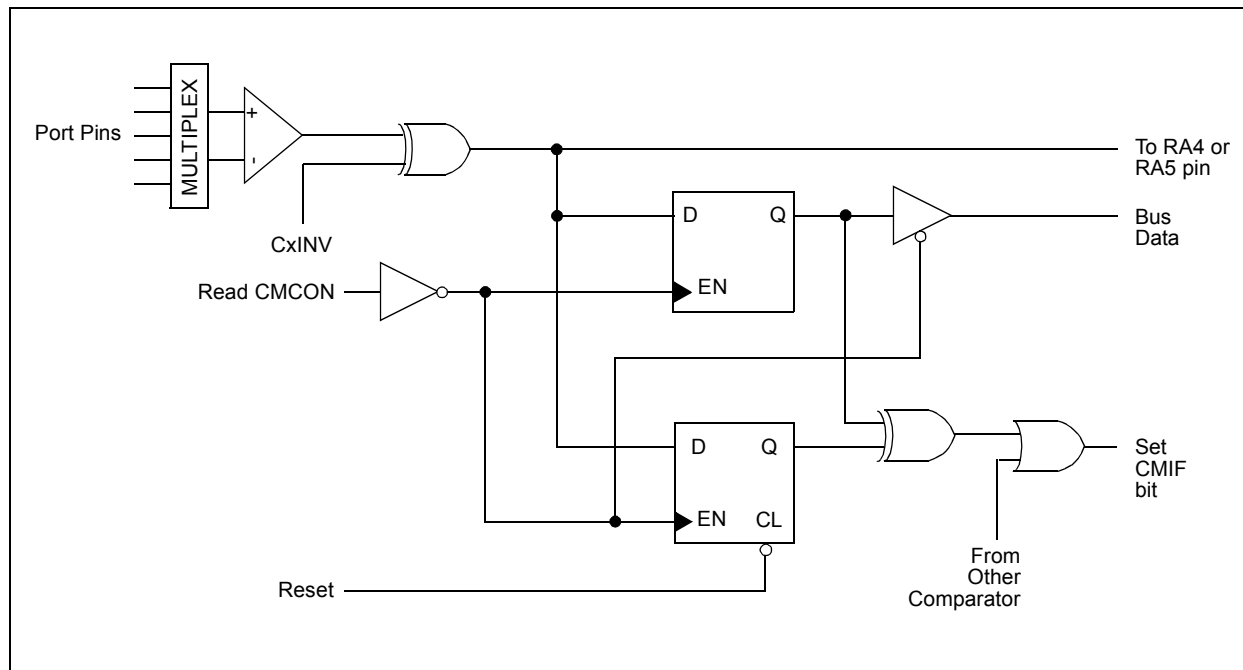 MULTIPLEX
Port Pins
+
-
To RA4 or
RA5 pin
D
Q
Bus
Data
CxINV
Read CMCON
EN
D
Q
Set
CMIF
bit
EN
CL
From
Other
Comparator
Reset